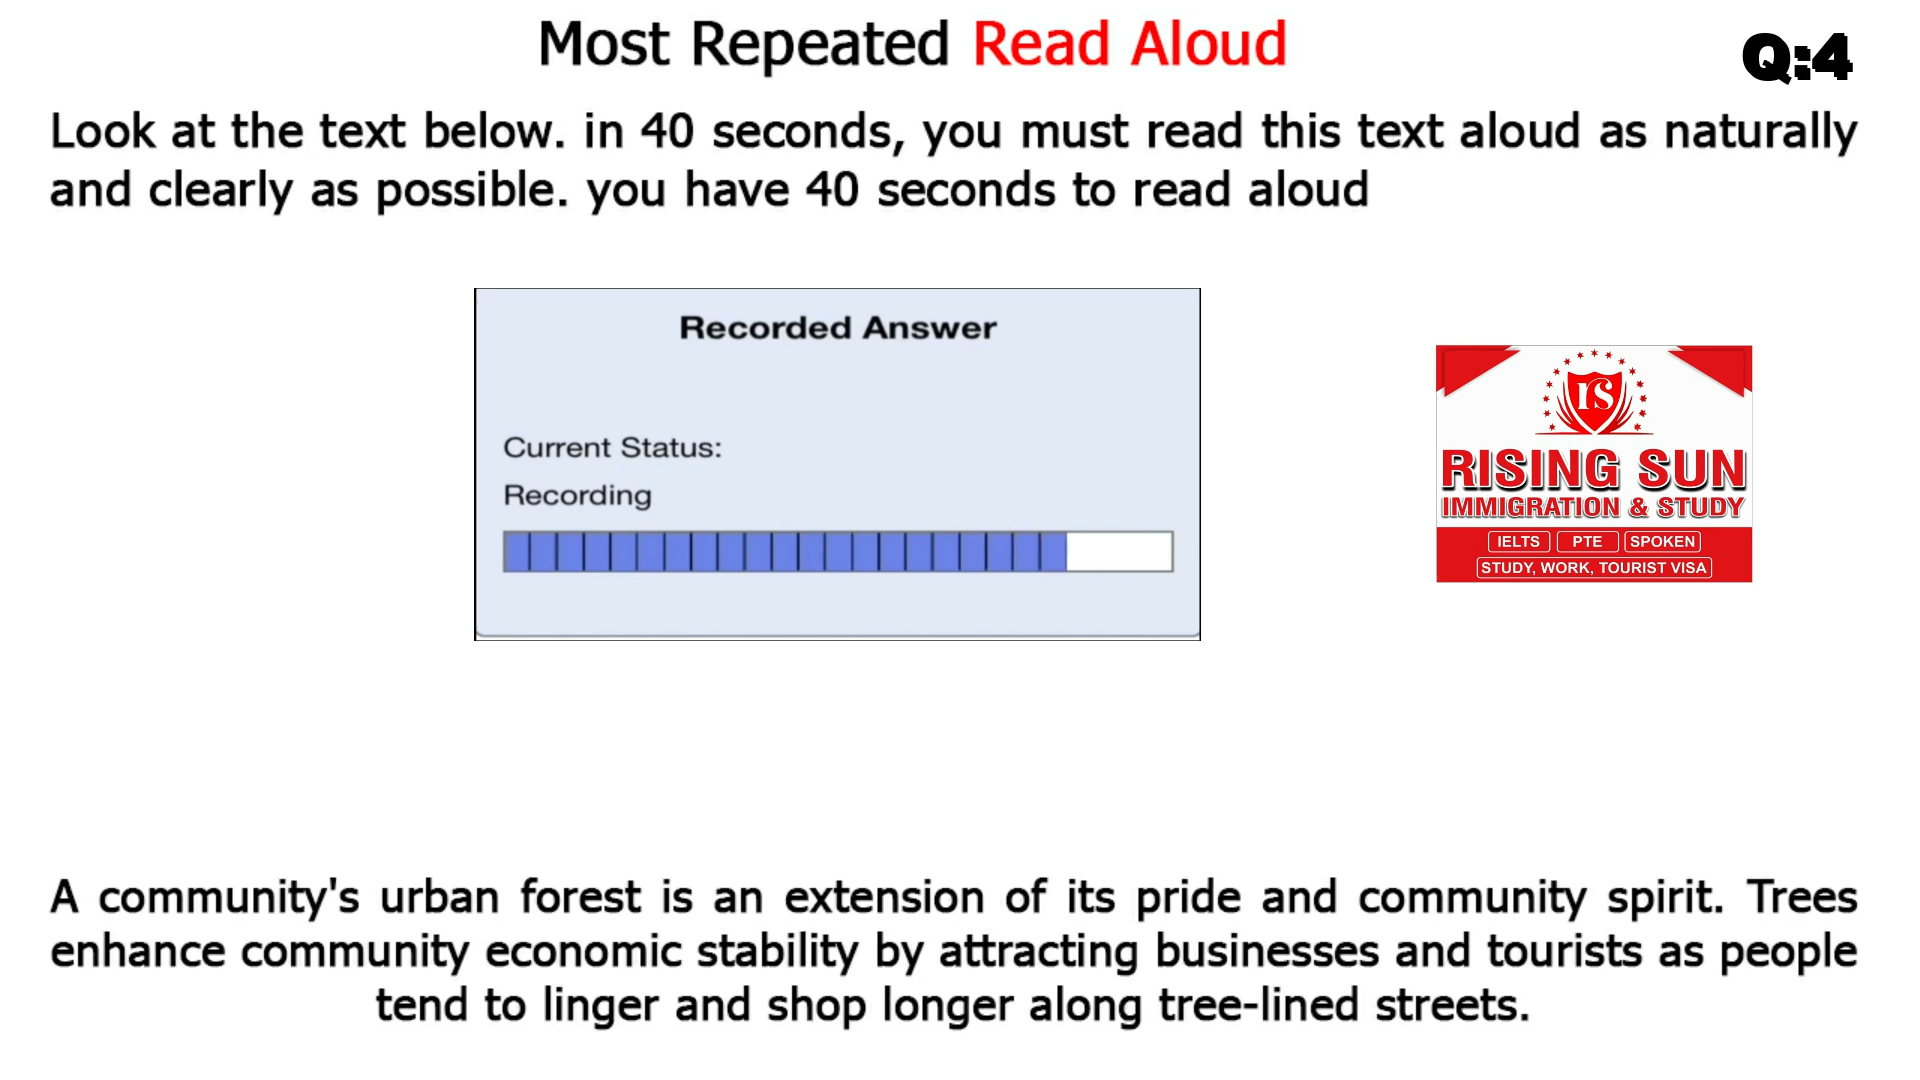 Most Repeated Read Aloud
Q:4
Look at the text below. in 40 seconds, you must read this text aloud as naturally
and clearly as possible. you have 40 seconds to read aloud
Recorded Answer
Current Status:
Recording
rs
RISING SUN
IMMIGRATION & STUDY
IELTS PTE SPOKEN
STUDY, WORK, TOURIST VISA
A community's urban forest is an extension of its pride and community spirit. Trees
enhance community economic stability by attracting businesses and tourists as people
tend to linger and shop longer along tree-lined streets.